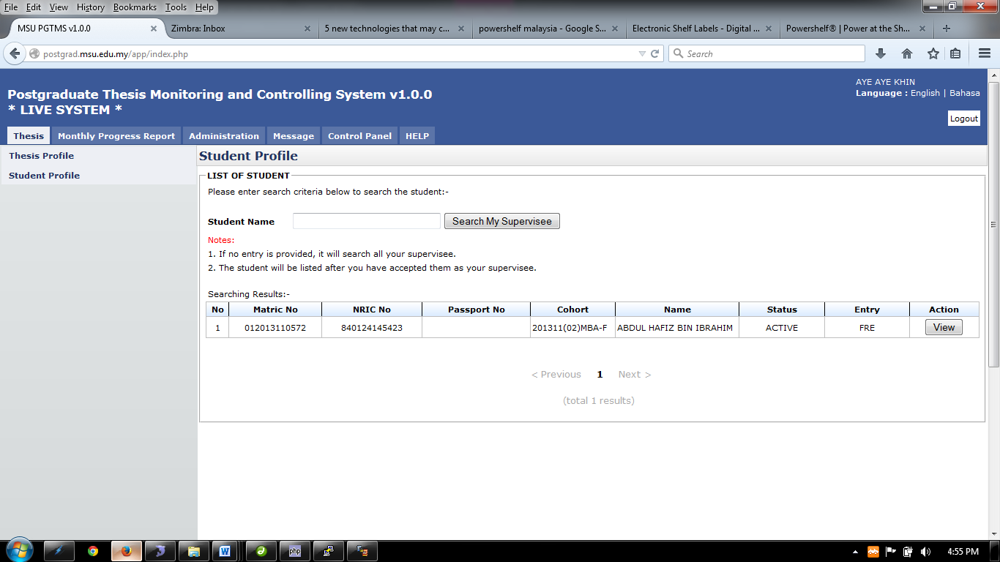 File Edit View History Bookmarks Tools Help
MSU PGTMS v1.0.0 Zimbra: Inbox 5 new technologies that may c... powershelf malaysia - Google S... Electronic Shelf Labels - Digital ... Powershelf® | Power at the Sh...
postgrad.msu.edu.my/app/index.php Search
AYE AYE KHIN
Language : English | Bahasa
Postgraduate Thesis Monitoring and Controlling System v1.0.0
* LIVE SYSTEM *
Logout
Thesis Monthly Progress Report Administration Message Control Panel HELP
Thesis Profile
Student Profile
Student Profile
LIST OF STUDENT
Please enter search criteria below to search the student:-
Student Name Search My Supervisee
Notes:
1. If no entry is provided, it will search all your supervisee.
2. The student will be listed after you have accepted them as your supervisee.
Searching Results:-
No Matric No NRIC No Passport No Cohort Name Status Entry Action
1 012013110572 840124145423 201311(02)MBA-F ABDUL HAFIZ BIN IBRAHIM ACTIVE FRE View
< Previous 1 Next >
(total 1 results)
php 4:55 PM